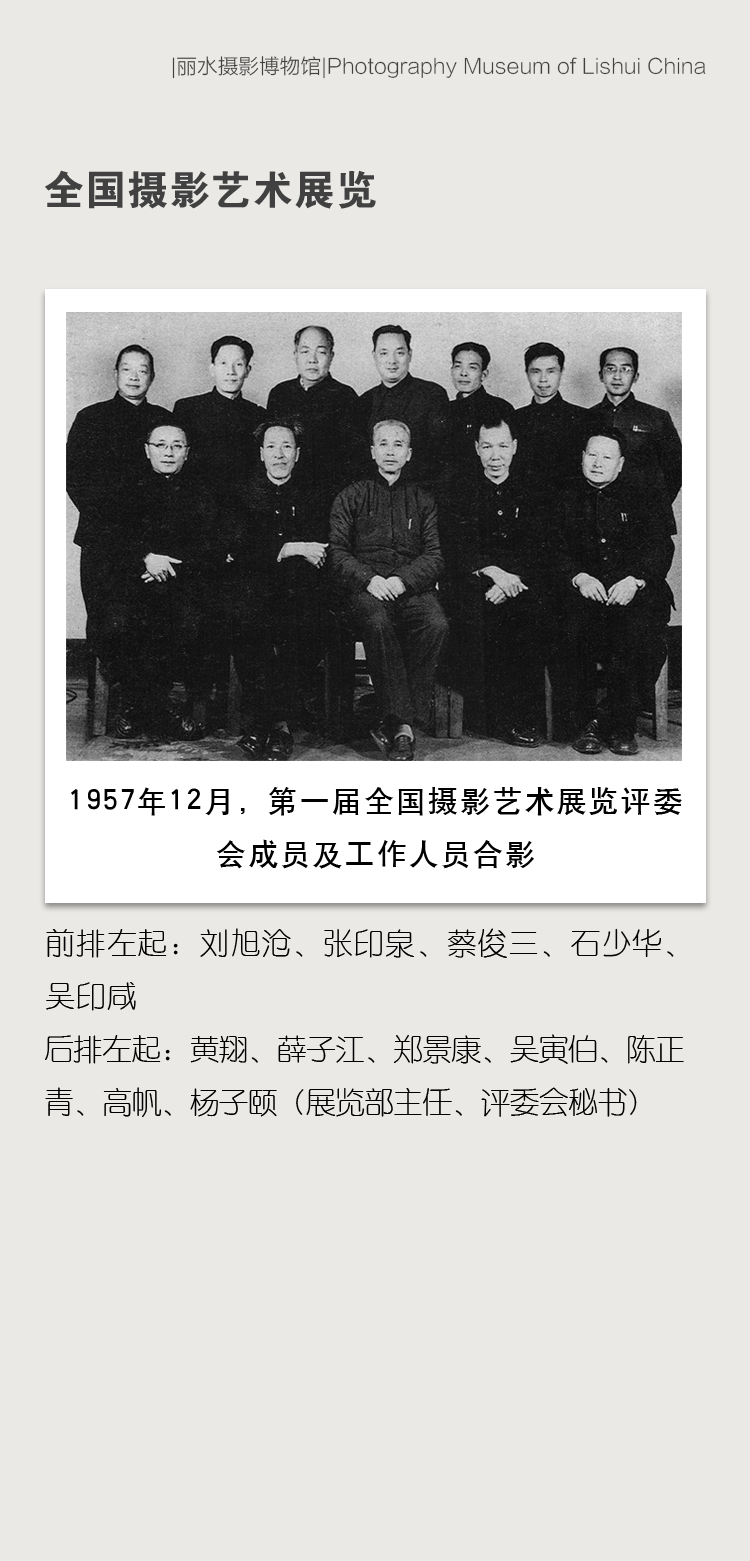 |丽水摄影博物馆|Photography Museum of Lishui China
全国摄影艺术展览
1957年12月，第一届全国摄影艺术展览评委
会成员及工作人员合影
前排左起：刘旭沧、张印泉、蔡俊三、石少华、
吴印咸
后排左起：黄翔、薛子江、郑景康、吴寅伯、陈正
青、高帆、杨子颐（展览部主任、评委会秘书）